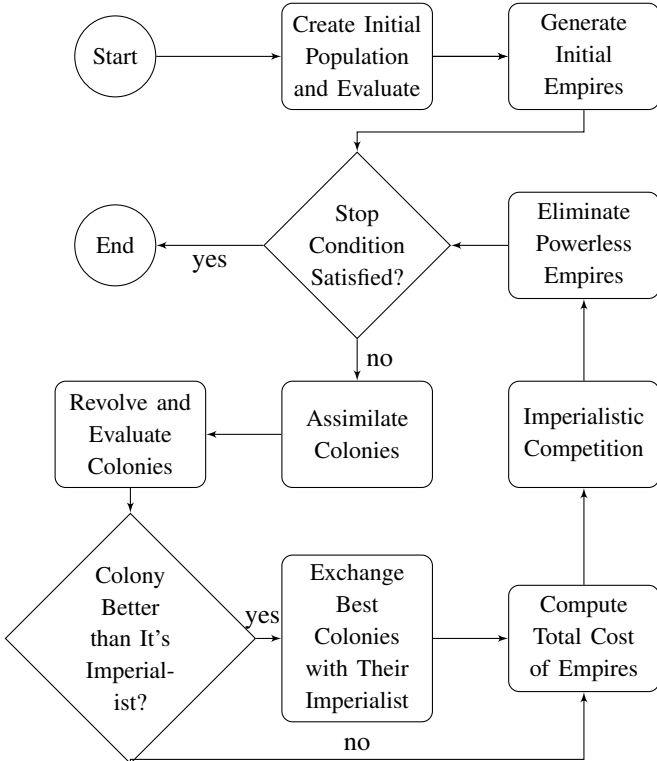 Start
Create Initial
Population
and Evaluate
Generate
Initial
Empires
End
yes
Stop
Condition
Satisfied?
Eliminate
Powerless
Empires
no
Revolve and
Evaluate
Colonies
Assimilate
Colonies
Imperialistic
Competition
Colony
Better
than It's
Imperial-
ist?
yes
Exchange
Best
Colonies
with Their
Imperialist
Compute
Total Cost
of Empires
no